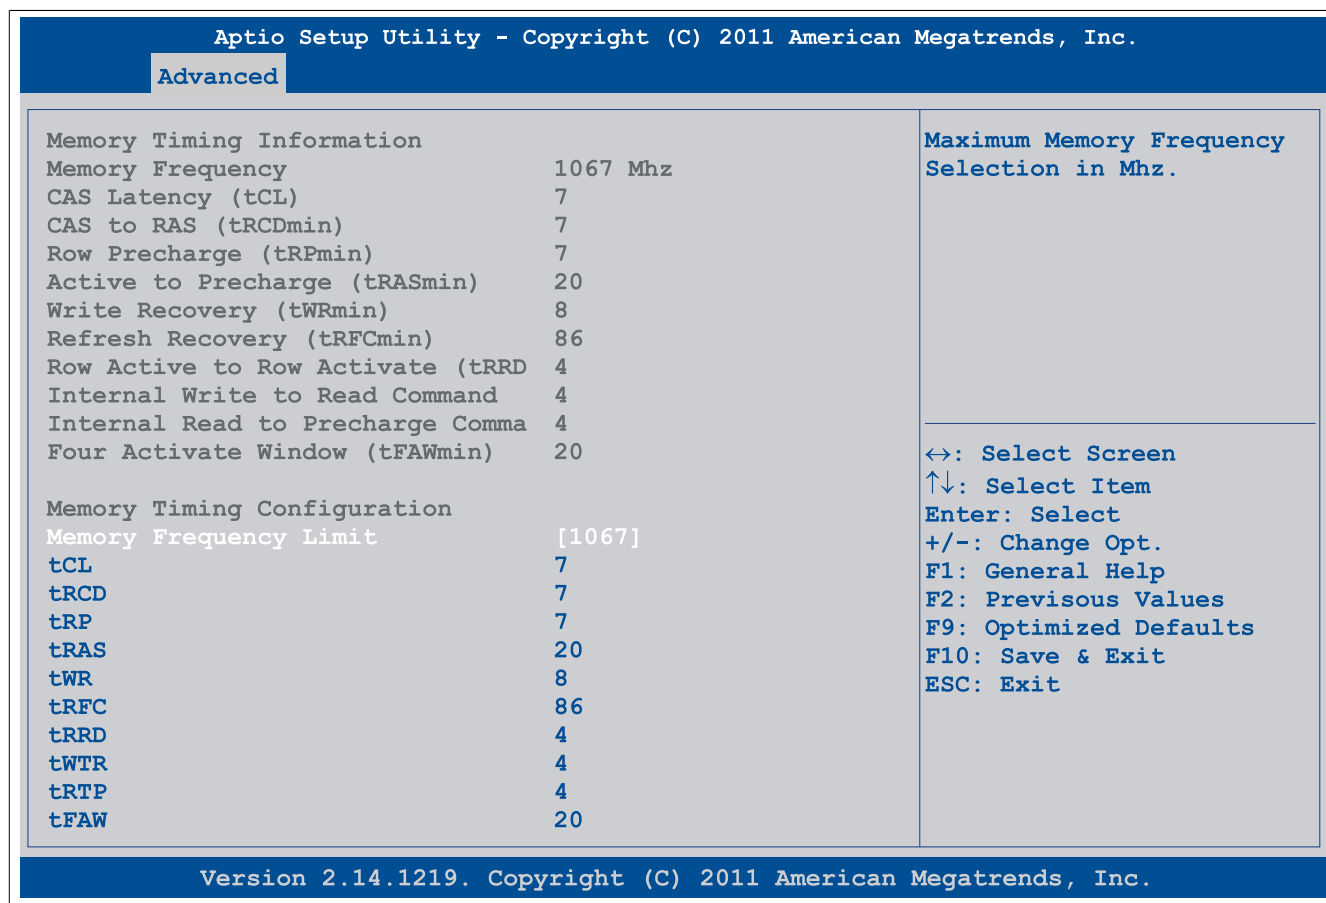 Aptio Setup Utility - Copyright (C) 2011 American Megatrends, Inc.
Advanced
Memory Timing Information
Memory Frequency 1067 Mhz
CAS Latency (tCL) 7
CAS to RAS (tRCDmin) 7
Row Precharge (tRPmin) 7
Active to Precharge (tRASmin) 20
Write Recovery (tWRmin) 8
Refresh Recovery (tRFCmin) 86
Row Active to Row Activate (tRRD 4
Internal Write to Read Command 4
Internal Read to Precharge Comma 4
Four Activate Window (tFAWmin) 20
Memory Timing Configuration
Memory Frequency Limit [1067]
tCL 7
tRCD 7
tRP 7
tRAS 20
tWR 8
tRFC 86
tRRD 4
tWTR 4
tRTP 4
tFAW 20
Maximum Memory Frequency
Selection in Mhz.
↔: Select Screen
↑↓: Select Item
Enter: Select
+/-: Change Opt.
F1: General Help
F2: Previsous Values
F9: Optimized Defaults
F10: Save & Exit
ESC: Exit
Version 2.14.1219. Copyright (C) 2011 American Megatrends, Inc.